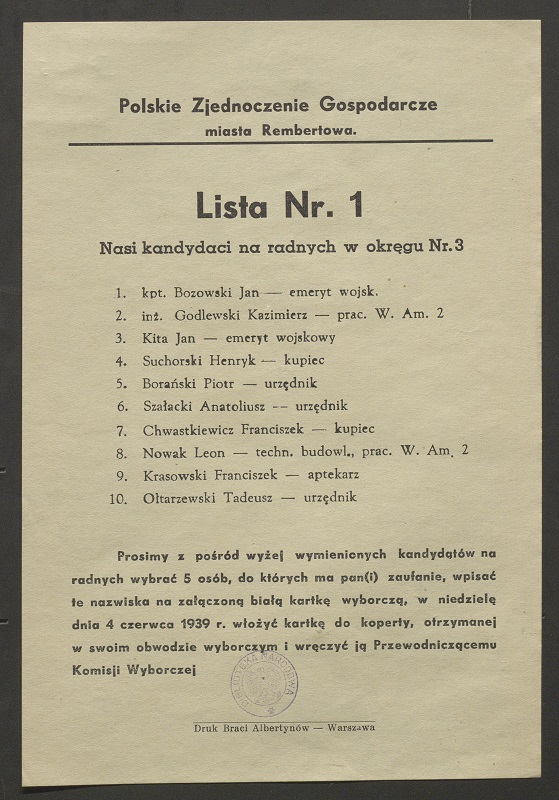 Polskie Zjednoczenie Gospodarcze
miasta Rembertowa.
Lista Nr. 1
Nasi kandydaci na radnych w okręgu Nr. 3
1. kpt. Bozowski Jan — emeryt wojsk.
2. inż. Godlewski Kazimierz — prac. W. Am. 2
3. Kita Jan — emeryt wojskowy
4. Suchorski Henryk — kupiec
5. Borański Piotr — urzędnik
6. Szałacki Anatoliusz — urzędnik
7. Chwastkiewicz Franciszek — kupiec
8. Nowak Leon — techn. budowl., prac. W. Am. 2
9. Krasowski Franciszek — aptekarz
10. Ołtarzewski Tadeusz — urzędnik
Prosimy z pośród wyżej wymienionych kandydatów na
radnych wybrać 5 osób, do których ma pan(i) zaufanie, wpisać
te nazwiska na załączoną białą kartkę wyborczą, w niedzielę
dnia 4 czerwca 1939 r. włożyć kartkę do koperty, otrzymanej
w swoim obwodzie wyborczym i wręczyć ją Przewodniczącemu
Komisji Wyborczej
BIBLIOTEKA NARODOWA
Druk Braci Albertynów — Warszawa